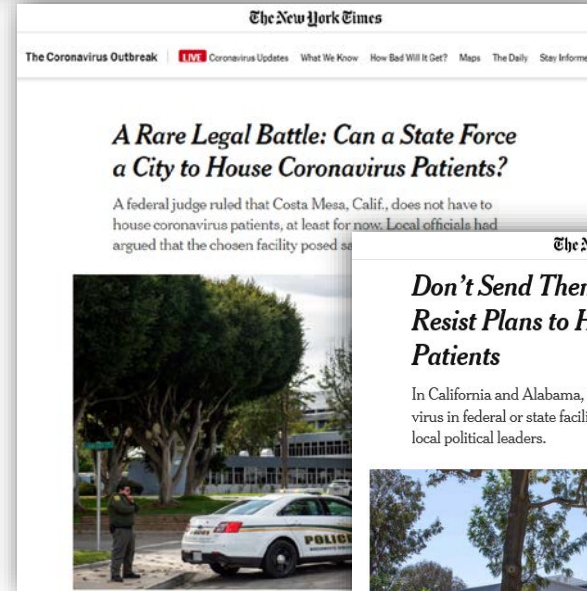 The New York Times
The Coronavirus Outbreak LIVE Coronavirus Updates What We Know How Bad Will It Get? Maps The Daily Stay
A Rare Legal Battle: Can a State Force
a City to House Coronavirus Patients?
A federal judge ruled that Costa Mesa, Calif., does not have to
house coronavirus patients, at least for now. Local officials had
argued that the chosen facility posed
The
Don't Send
Resist Plans to
Patients
In California and Alabama,
virus in federal or state
local political leaders.
POLICE